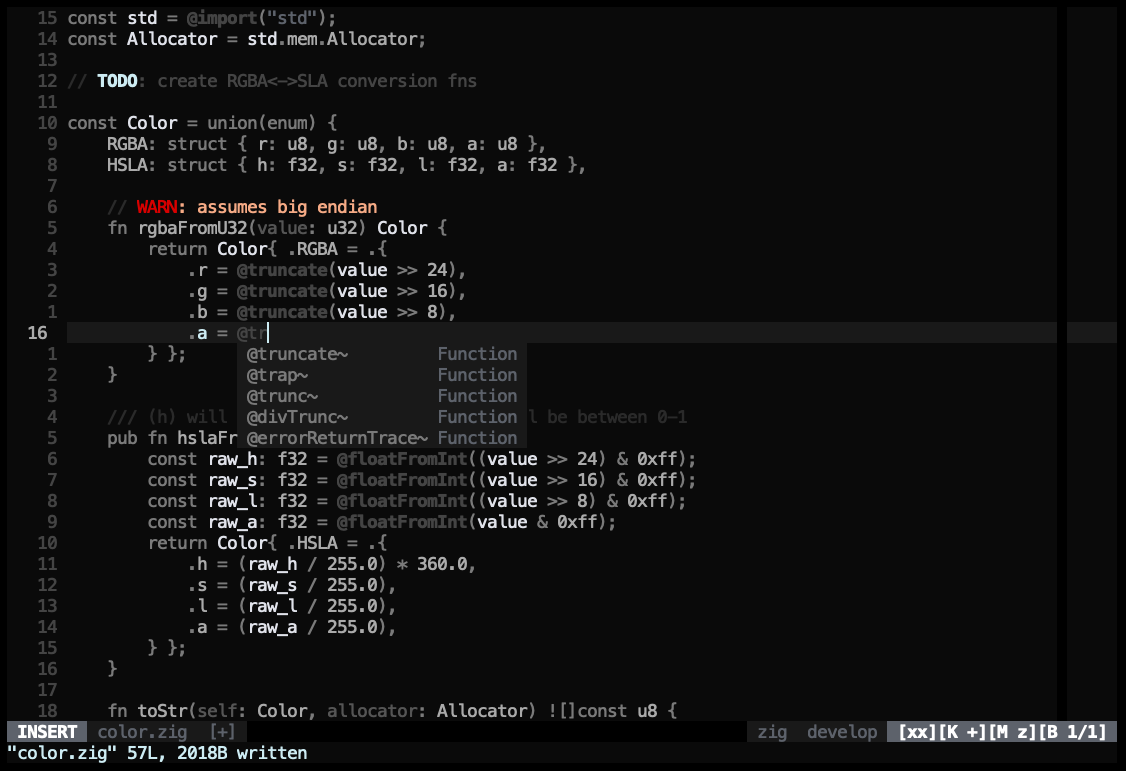 15 const std = @import("std");
14 const Allocator = std.mem.Allocator;
13
12 // TODO: create RGBA<->SLA conversion fns
11
10 const Color = union(enum) {
9 RGBA: struct { r: u8, g: u8, b: u8, a: u8 },
8 HSLA: struct { h: f32, s: f32, l: f32, a: f32 },
7
6 // WARN: assumes big endian
5 fn rgbaFromU32(value: u32) Color {
4 return Color{ .RGBA = .{
3 .r = @truncate(value >> 24),
2 .g = @truncate(value >> 16),
1 .b = @truncate(value >> 8),
16 .a = @tr
1 } }; @truncate~ Function
2 } @trap~ Function
3 @trunc~ Function
4 /// (h) will @divTrunc~ Function l be between 0-1
5 pub fn hslaFr @errorReturnTrace~ Function
6 const raw_h: f32 = @floatFromInt((value >> 24) & 0xff);
7 const raw_s: f32 = @floatFromInt((value >> 16) & 0xff);
8 const raw_l: f32 = @floatFromInt((value >> 8) & 0xff);
9 const raw_a: f32 = @floatFromInt(value & 0xff);
10 return Color{ .HSLA = .{
11 .h = (raw_h / 255.0) * 360.0,
12 .s = (raw_s / 255.0),
13 .l = (raw_l / 255.0),
14 .a = (raw_a / 255.0),
15 } };
16 }
17
18 fn toStr(self: Color, allocator: Allocator) ![]const u8 {
INSERT color.zig [+] zig develop [xx][K +][M z][B 1/1]
"color.zig" 57L, 2018B written